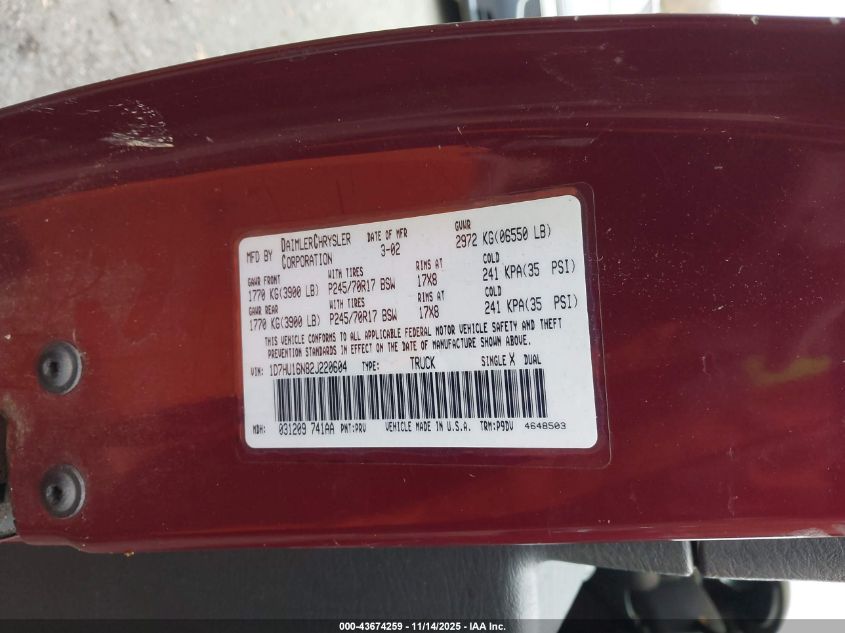 MFD BY DAIMLERCHRYSLER CORPORATION DATE OF MFR 3-02 GVWR 2972 KG(06550 LB)
GAWR FRONT WITH TIRES RIMS AT COLD
1770 KG(3900 LB) P245/70R17 BSW 17X8 241 KPA(35 PSI)
GAWR REAR WITH TIRES RIMS AT COLD
1770 KG(3900 LB) P245/70R17 BSW 17X8 241 KPA(35 PSI)
THIS VEHICLE CONFORMS TO ALL APPLICABLE FEDERAL MOTOR VEHICLE SAFETY AND THEFT
PREVENTION STANDARDS IN EFFECT ON THE DATE OF MANUFACTURE SHOWN ABOVE.
VIN: 1D7HU16N82J220604 TYPE: TRUCK SINGLE X DUAL
MDH: 031209 741AA PNT:PRV VEHICLE MADE IN U.S.A. TRM:P9DV 4648503
000-43674259 - 11/14/2025 - IAA Inc.